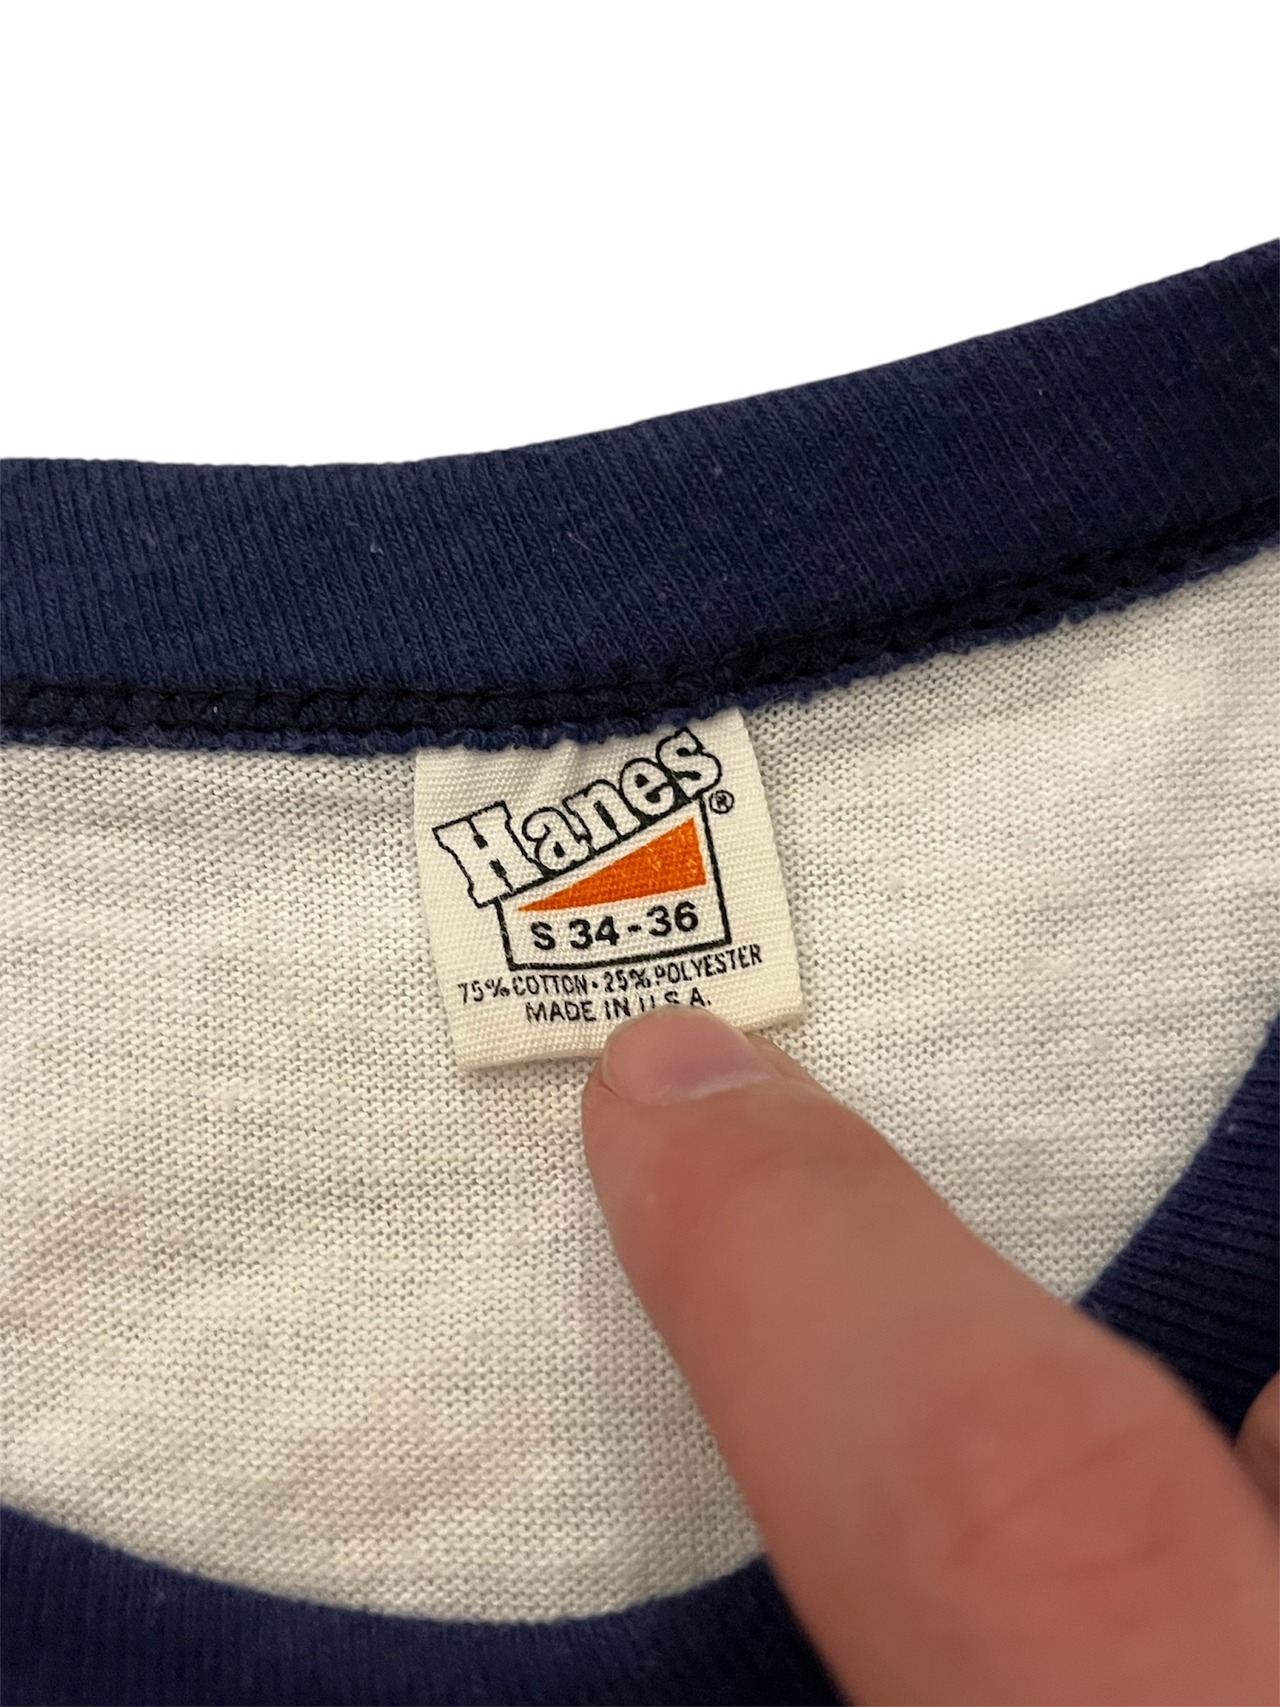 Hanes®
S 34-36
75% COTTON • 25% POLYESTER
MADE IN U.S.A.